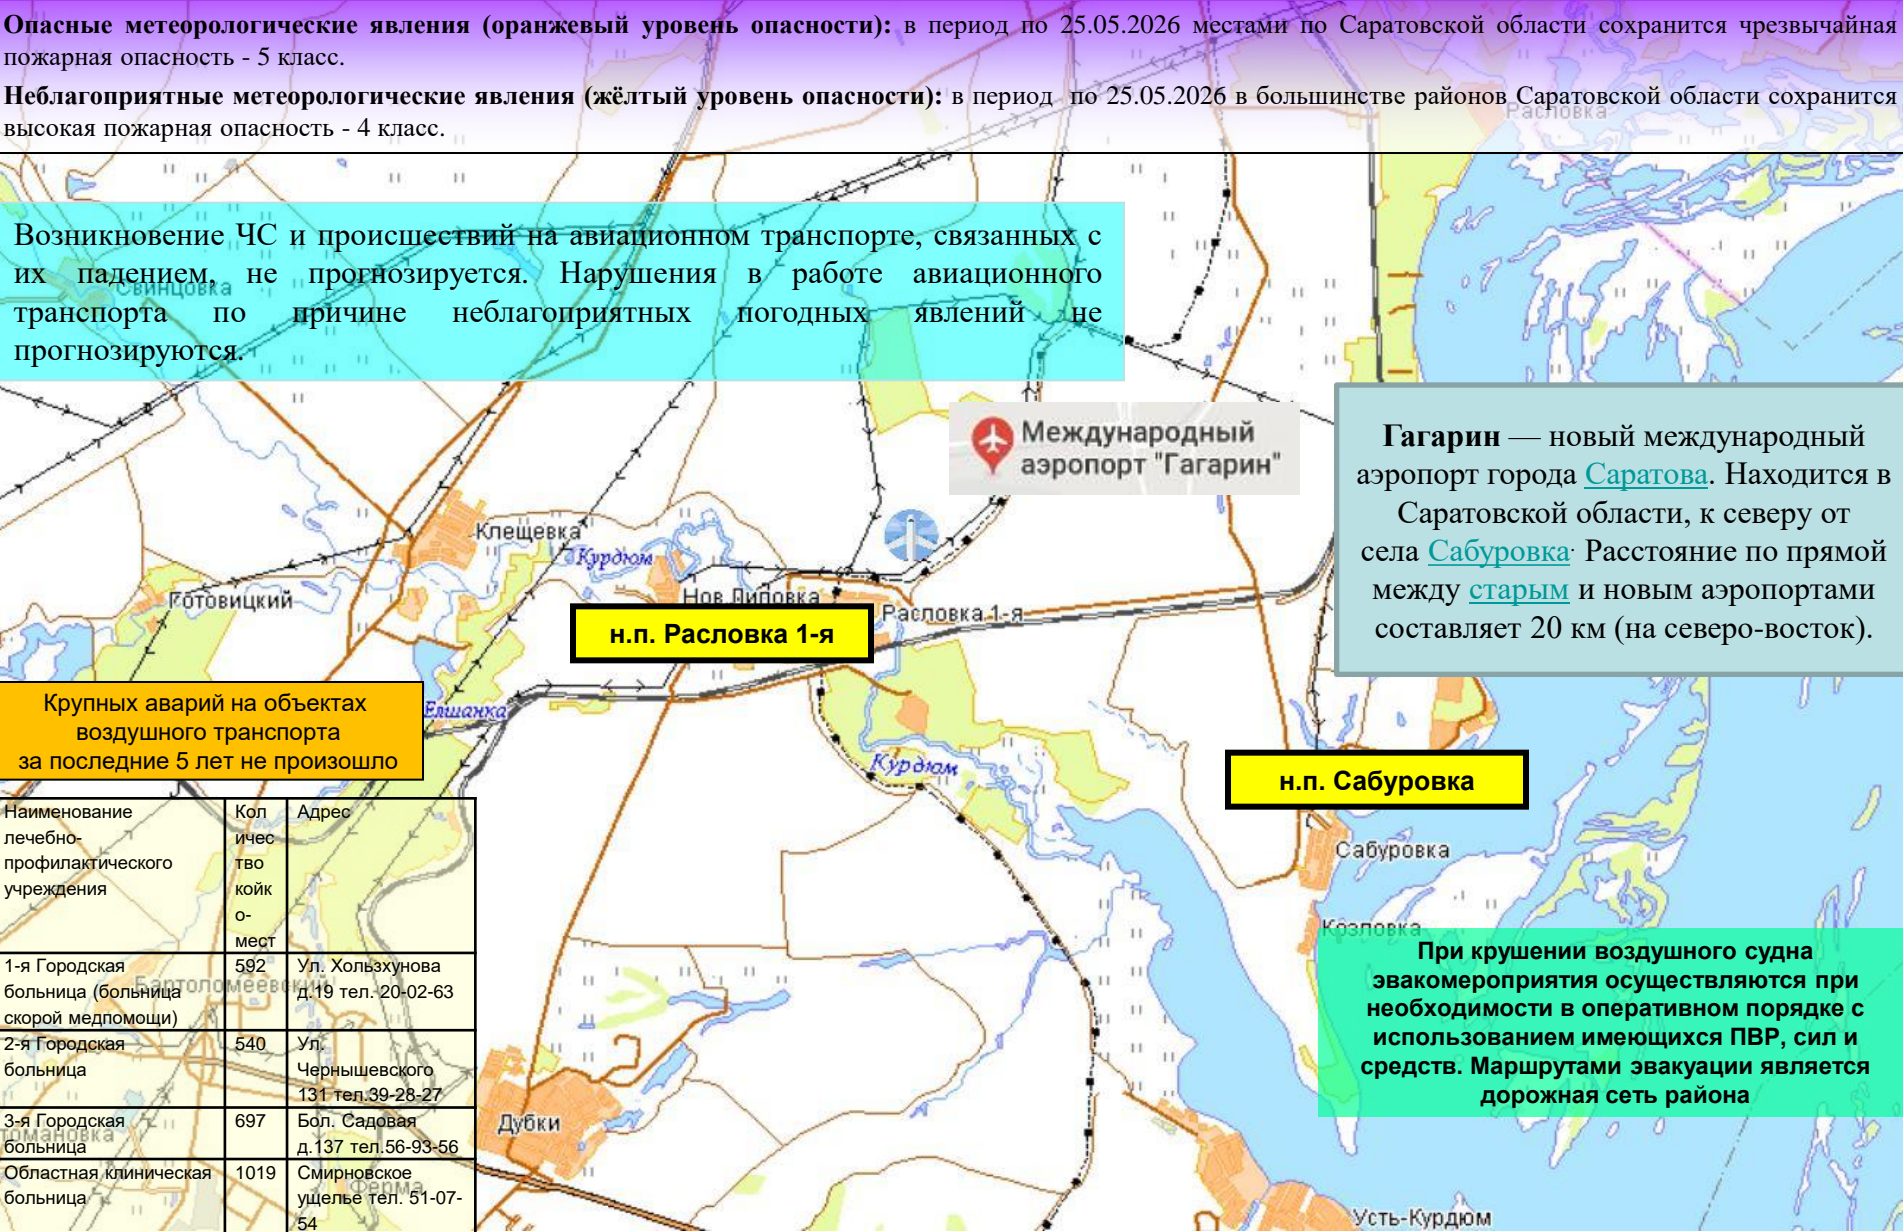 Опасные метеорологические явления (оранжевый уровень опасности): в период по 25.05.2026 местами по Саратовской области сохранится чрезвычайная
пожарная опасность - 5 класс.
Неблагоприятные метеорологические явления (жёлтый уровень опасности): в период по 25.05.2026 в большинстве районов Саратовской области сохранится
высокая пожарная опасность - 4 класс.
Расловка
Возникновение ЧС и происшествий на авиационном транспорте, связанных с
их падением, не прогнозируется. Нарушения в работе авиационного
транспорта по причине неблагоприятных погодных явлений не
прогнозируются.
Свинцовка
Международный
аэропорт "Гагарин"
Гагарин — новый международный
аэропорт города Саратова. Находится в
Саратовской области, к северу от
села Сабуровка. Расстояние по прямой
между старым и новым аэропортами
составляет 20 км (на северо-восток).
Клещевка
Курдюм
Готовицкий
Нов Липовка
Расловка 1-я
н.п. Расловка 1-я
Елшанка
Крупных аварий на объектах
воздушного транспорта
за последние 5 лет не произошло
Курдюм
н.п. Сабуровка
Сабуровка
Козловка
Наименование
лечебно-
профилактического
учреждения
Кол
ичес
тво
койк
о-
мест
Адрес
1-я Городская
больница (больница
скорой медпомощи)
592
Ул. Хользхунова
д.19 тел. 20-02-63
2-я Городская
больница
540
Ул.
Чернышевского
131 тел.39-28-27
3-я Городская
больница
697
Бол. Садовая
д.137 тел.56-93-56
Областная клиническая
больница
1019
Смирновское
ущелье тел. 51-07-
54
Ферма
При крушении воздушного судна
эвакомероприятия осуществляются при
необходимости в оперативном порядке с
использованием имеющихся ПВР, сил и
средств. Маршрутами эвакуации является
дорожная сеть района
Дубки
Усть-Курдюм